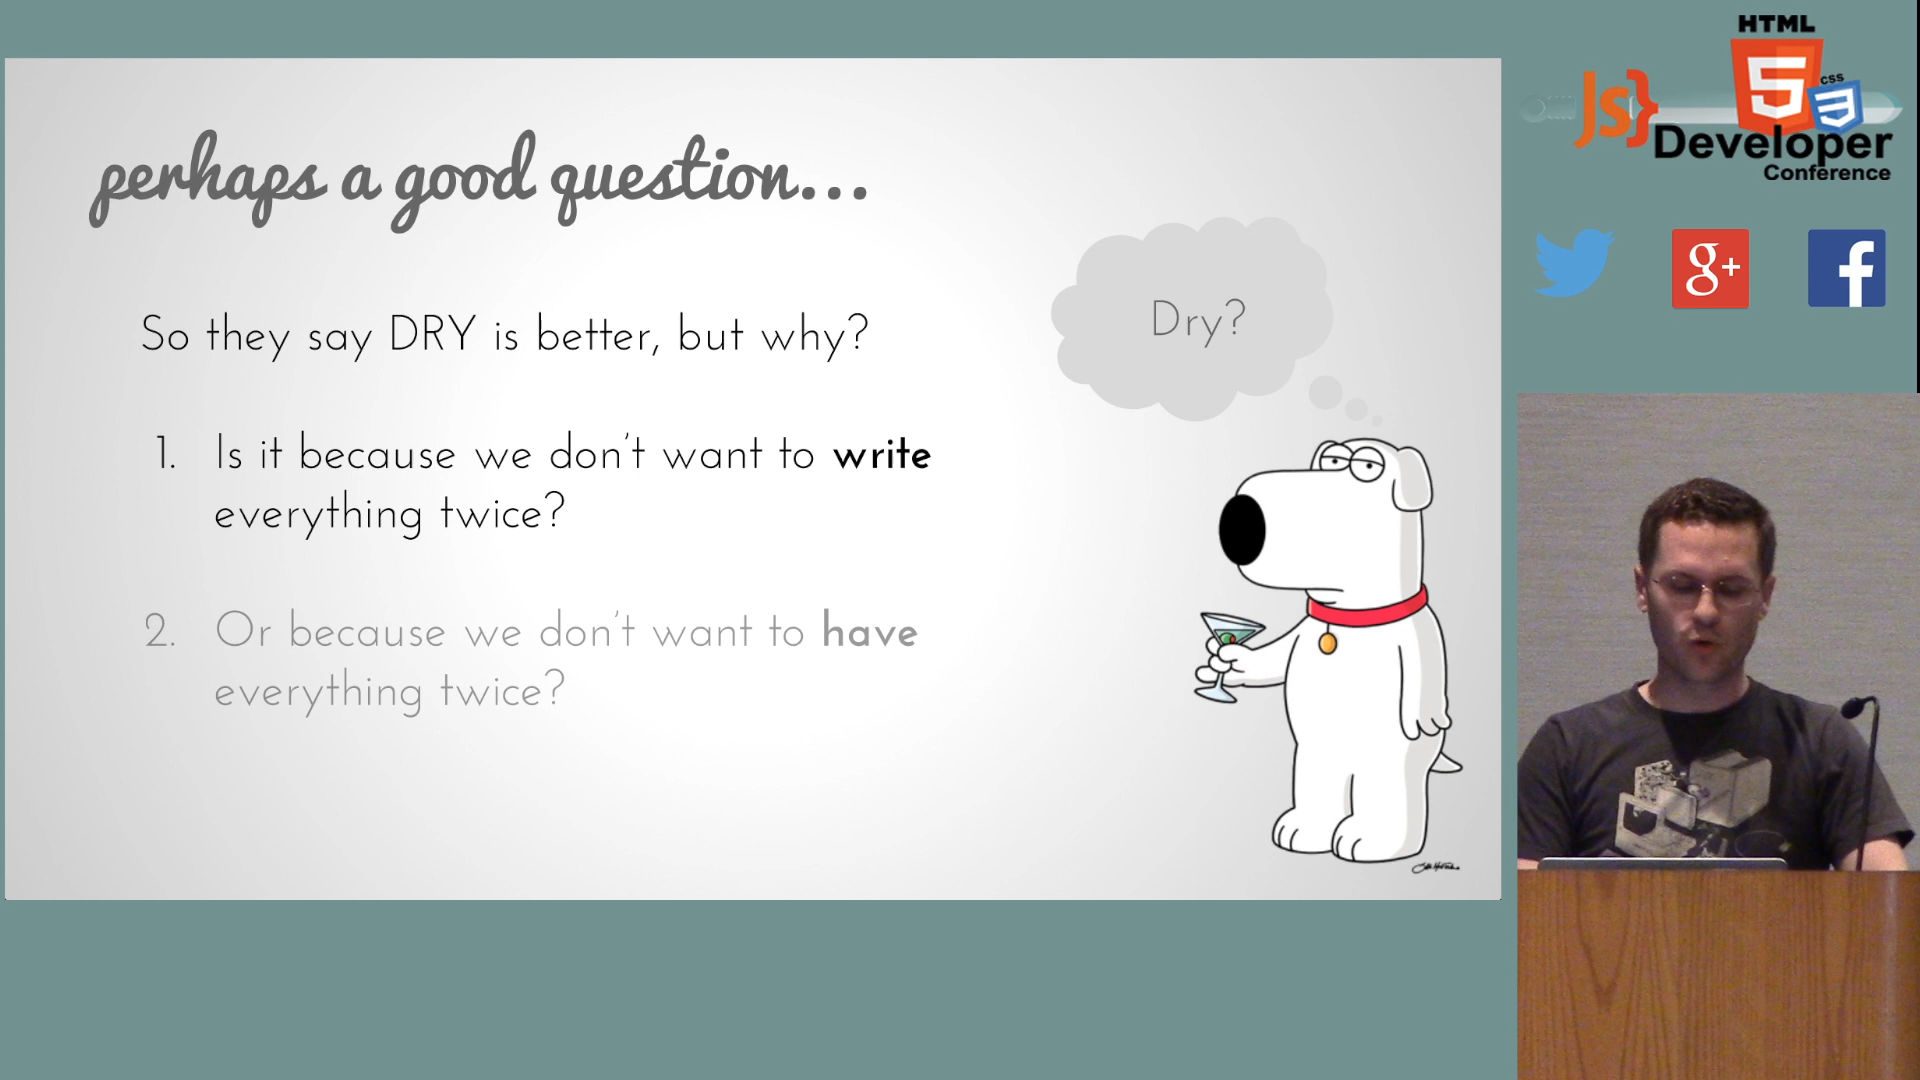 perhaps a good question...
So they say DRY is better, but why?
1. Is it because we don't want to write
everything twice?
2. Or because we don't want to have
everything twice?
Dry?
HTML
5
JS}
CSS
3
Developer
Conference
g+
f